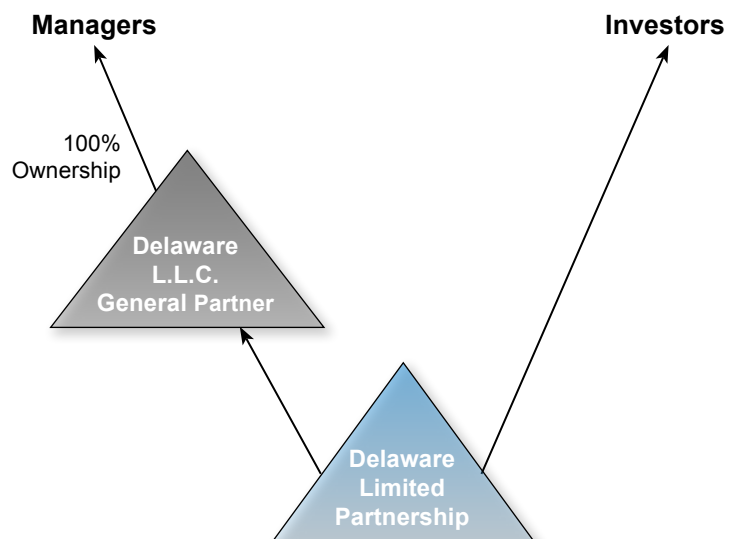 Managers
Investors
100%
Ownership
Delaware
L.L.C.
General Partner
Delaware
Limited
Partnership